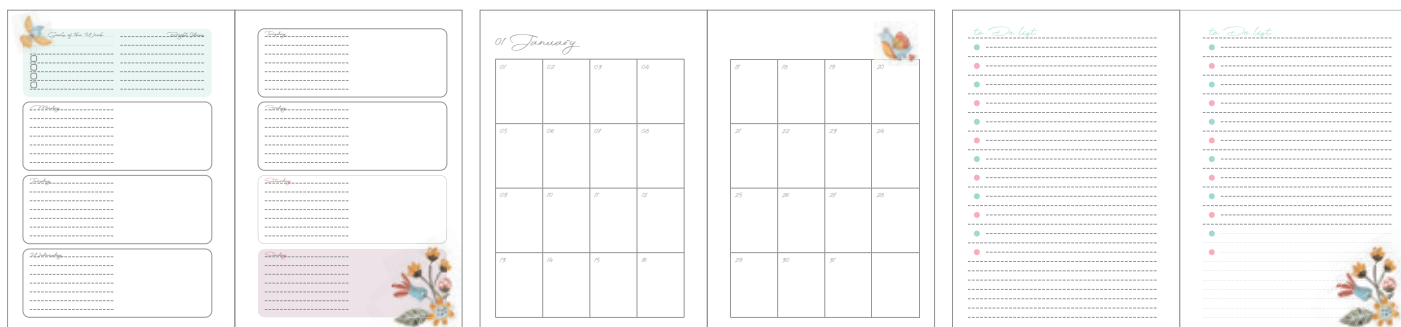 Goals of the Week
Monday
Tuesday
Wednesday
Friday
Saturday
Sunday
01 January
01 02 03 04
05 06 07 08
09 10 11 12
13 14 15 16
17 18 19 20
21 22 23 24
25 26 27 28
29 30 31
to Do list
to Do list